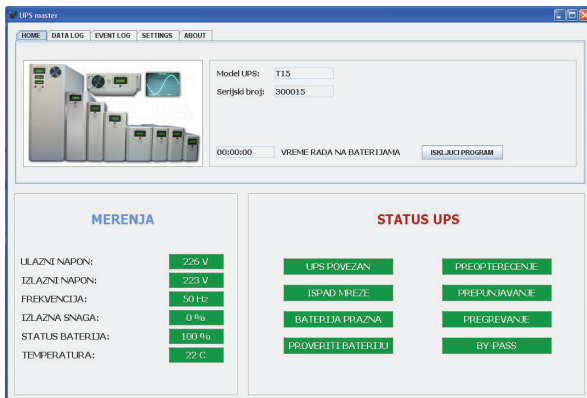 UPS master
HOME DATA LOG EVENT LOG SETTINGS ABOUT
Model UPS: T15
Serijski broj: 300015
00:00:00 VREME RADA NA BATERIJAMA ISKLJUCI PROGRAM
MERENJA
ULAZNI NAPON: 226 V
IZLAZNI NAPON: 223 V
FREKVENCIJA: 50 Hz
IZLAZNA SNAGA: 0 %
STATUS BATERIJA: 100 %
TEMPERATURA: 22 C
STATUS UPS
UPS POVEZAN PREOPTERECENJE
ISPAD MREZE PREPUNJAVANJE
BATERIJA PRAZNA PREGREVANJE
PROVERITI BATERIJU BY-PASS